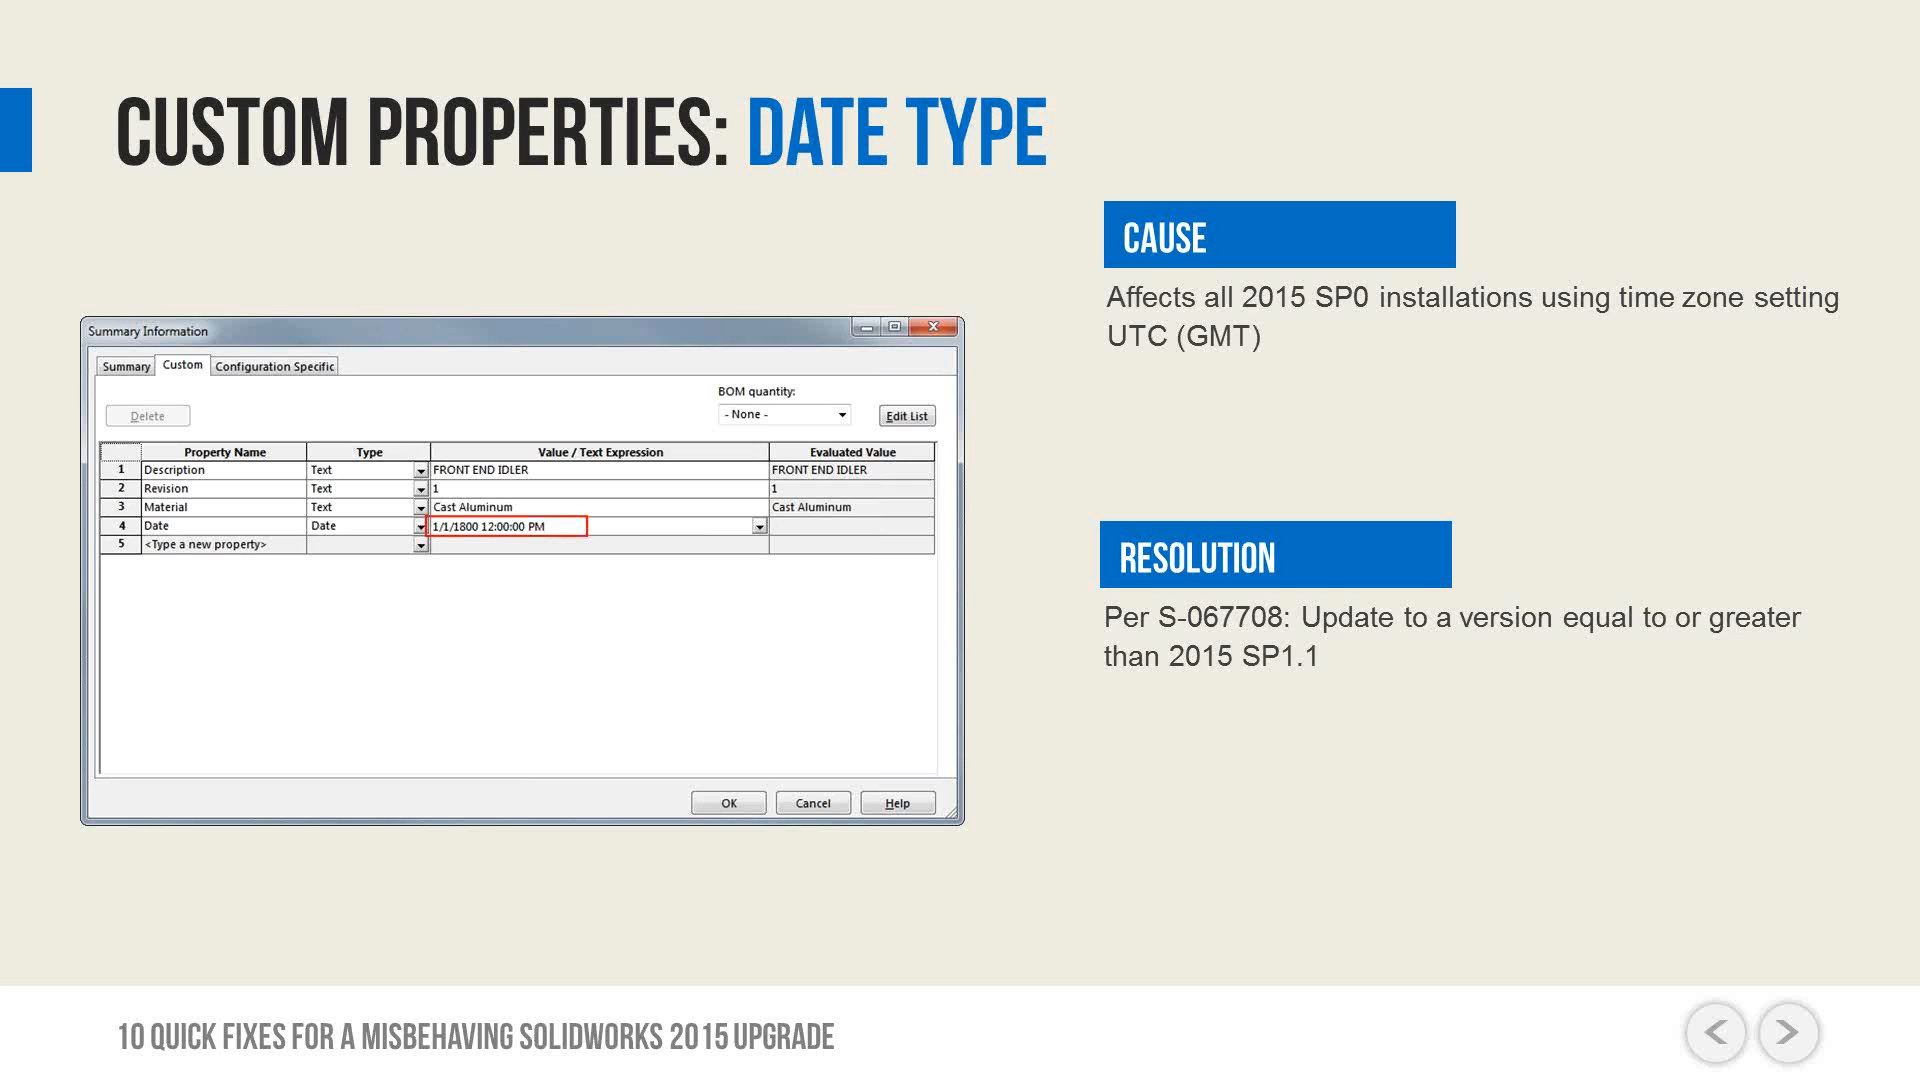 CUSTOM PROPERTIES: DATE TYPE
Summary Information
Summary Custom Configuration Specific
BOM quantity:
Delete - None - Edit List
Property Name Type Value / Text Expression Evaluated Value
1 Description Text FRONT END IDLER FRONT END IDLER
2 Revision Text 1 1
3 Material Text Cast Aluminum Cast Aluminum
4 Date Date 1/1/1800 12:00:00 PM
5 <Type a new property>
OK Cancel Help
CAUSE
Affects all 2015 SP0 installations using time zone setting
UTC (GMT)
RESOLUTION
Per S-067708: Update to a version equal to or greater
than 2015 SP1.1
10 QUICK FIXES FOR A MISBEHAVING SOLIDWORKS 2015 UPGRADE